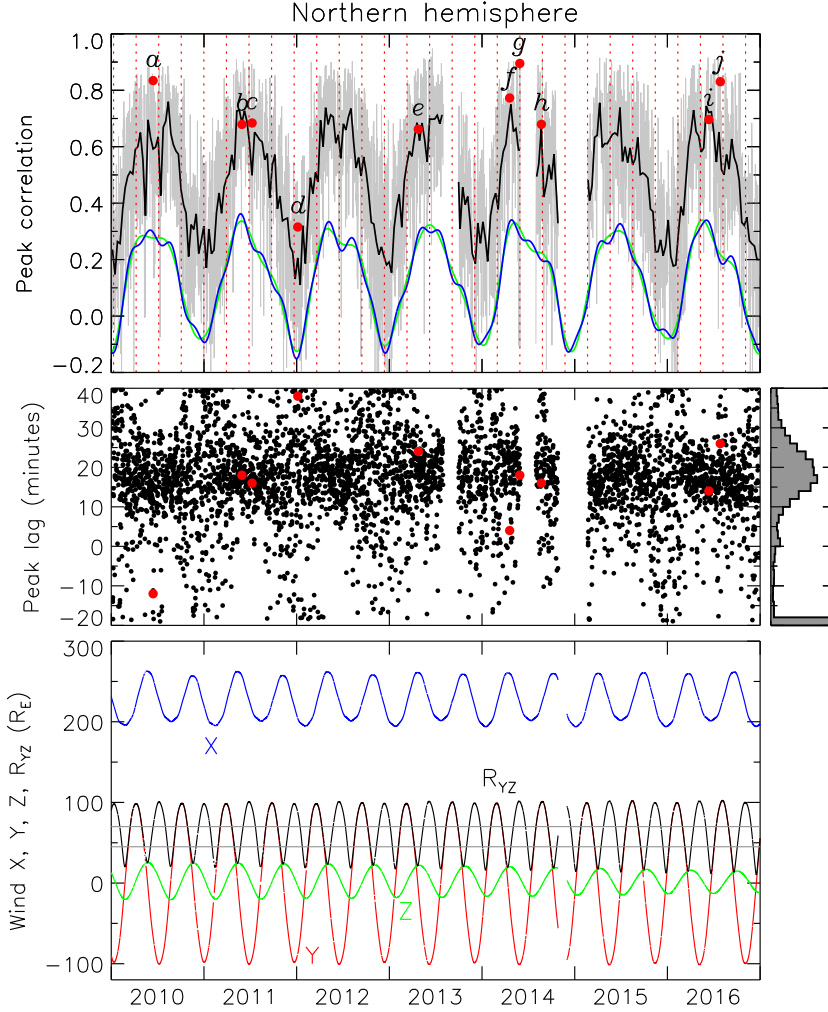 Northern hemisphere
Peak correlation
1.0
0.8
0.6
0.4
0.2
0.0
−0.2
a
b
c
d
e
f
g
h
i
j
Peak lag (minutes)
40
30
20
10
0
−10
−20
Wind X, Y, Z, R_YZ (R_E)
300
200
100
0
−100
X
R_YZ
Z
Y
2010 2011 2012 2013 2014 2015 2016